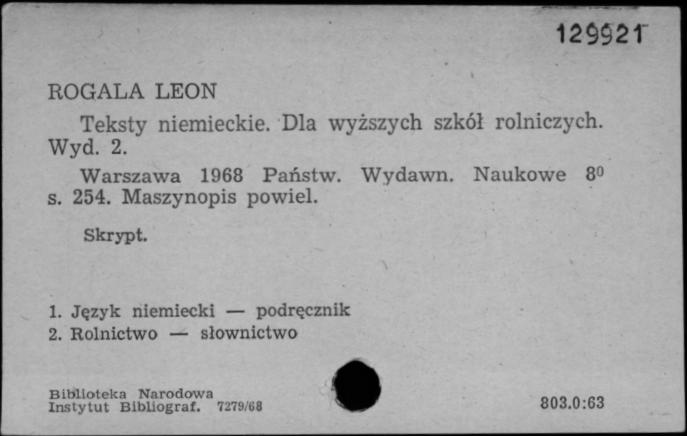 129921
ROGALA LEON
Teksty niemieckie. Dla wyższych szkół rolniczych.
Wyd. 2.
Warszawa 1968 Państw. Wydawn. Naukowe 8⁰
s. 254. Maszynopis powiel.
Skrypt.
1. Język niemiecki — podręcznik
2. Rolnictwo — słownictwo
Biblioteka Narodowa
Instytut Bibliograf. 7279/68
803.0:63